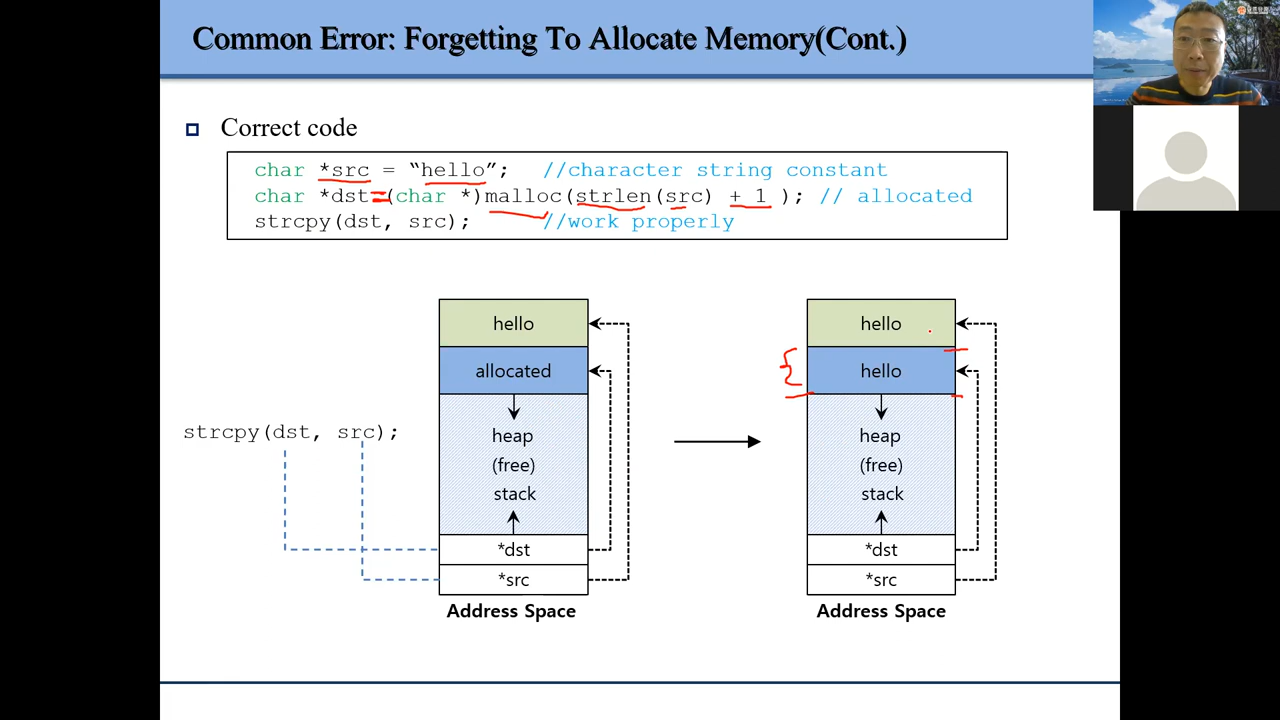 Common Error: Forgetting To Allocate Memory(Cont.)
Correct code
char *src = “hello”; //character string constant
char *dst=(char *)malloc(strlen(src) + 1 ); // allocated
strcpy(dst, src); //work properly
strcpy(dst, src);
hello
allocated
heap
(free)
stack
*dst
*src
Address Space
hello
hello
heap
(free)
stack
*dst
*src
Address Space